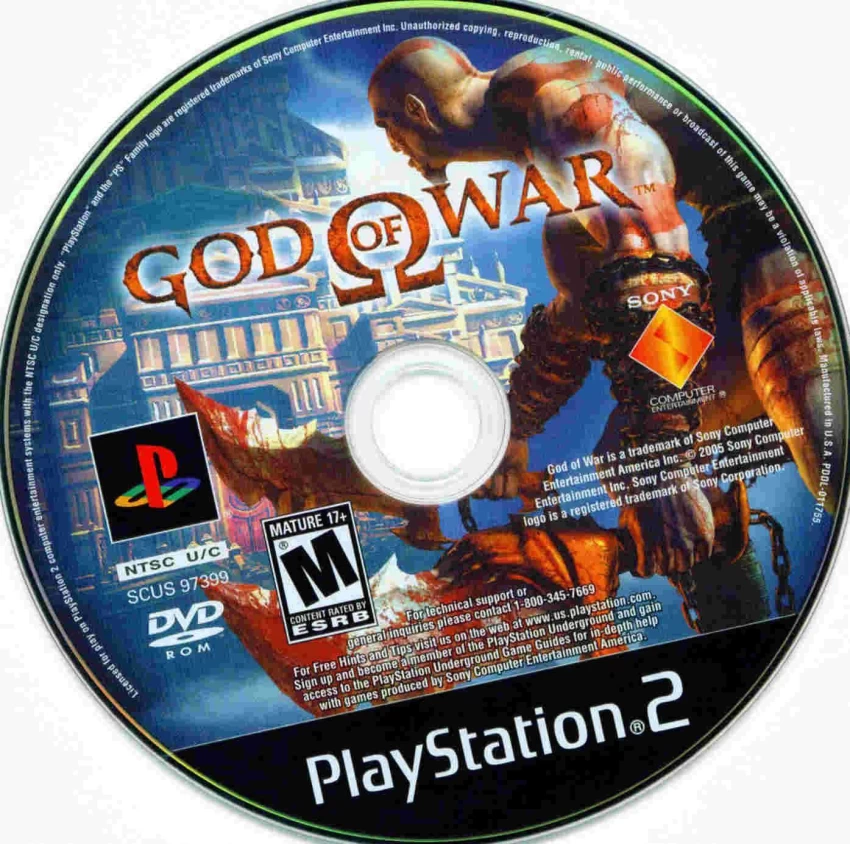 Licensed for play on PlayStation 2 computer entertainment systems with the NTSC U/C designation only. "PlayStation" and the "PS" Family logo are registered trademarks of Sony Computer Entertainment Inc. Unauthorized copying, reproduction, rental, public performance or broadcast of this game may be a violation of applicable laws. Manufactured in U.S.A. PDDL-011755.
GOD OF WAR™
SONY
COMPUTER
ENTERTAINMENT ®
God of War is a trademark of Sony Computer
Entertainment America Inc. © 2005 Sony Computer
Entertainment Inc. Sony Computer Entertainment
logo is a registered trademark of Sony Corporation.
NTSC U/C
SCUS 97399
DVD
ROM
MATURE 17+
® M
CONTENT RATED BY
ESRB
For technical support or
general inquiries please contact 1-800-345-7669
For Free Hints and Tips visit us on the web at www.us.playstation.com.
Sign up and become a member of the PlayStation Underground and gain
access to the PlayStation Underground Game Guides for in-depth help
with games produced by Sony Computer Entertainment America.
PlayStation®2